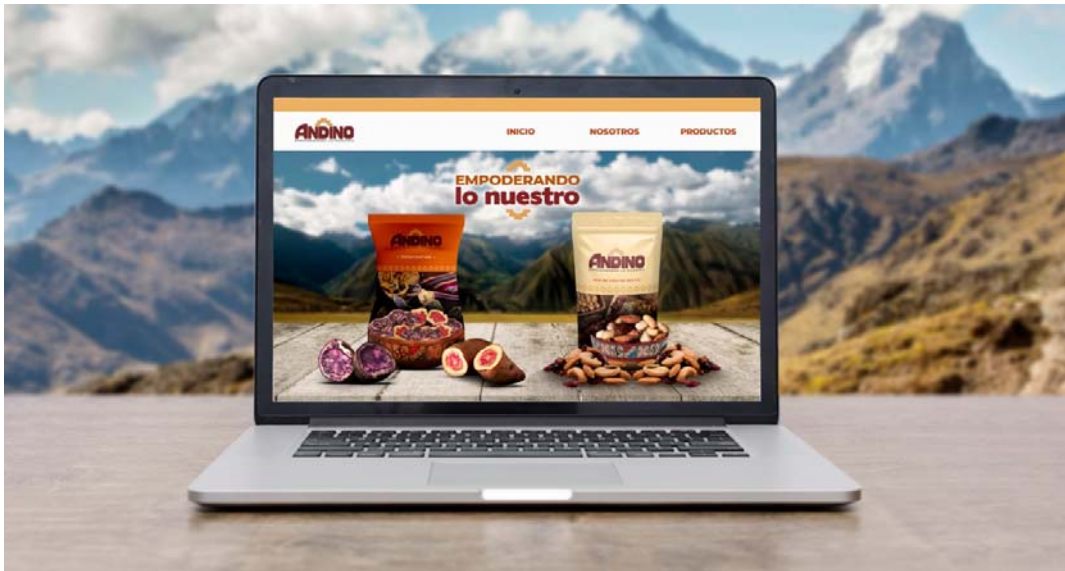 ANDINO
INICIO
NOSOTROS
PRODUCTOS
EMPODERANDO
lo nuestro
ANDINO
ANDINO